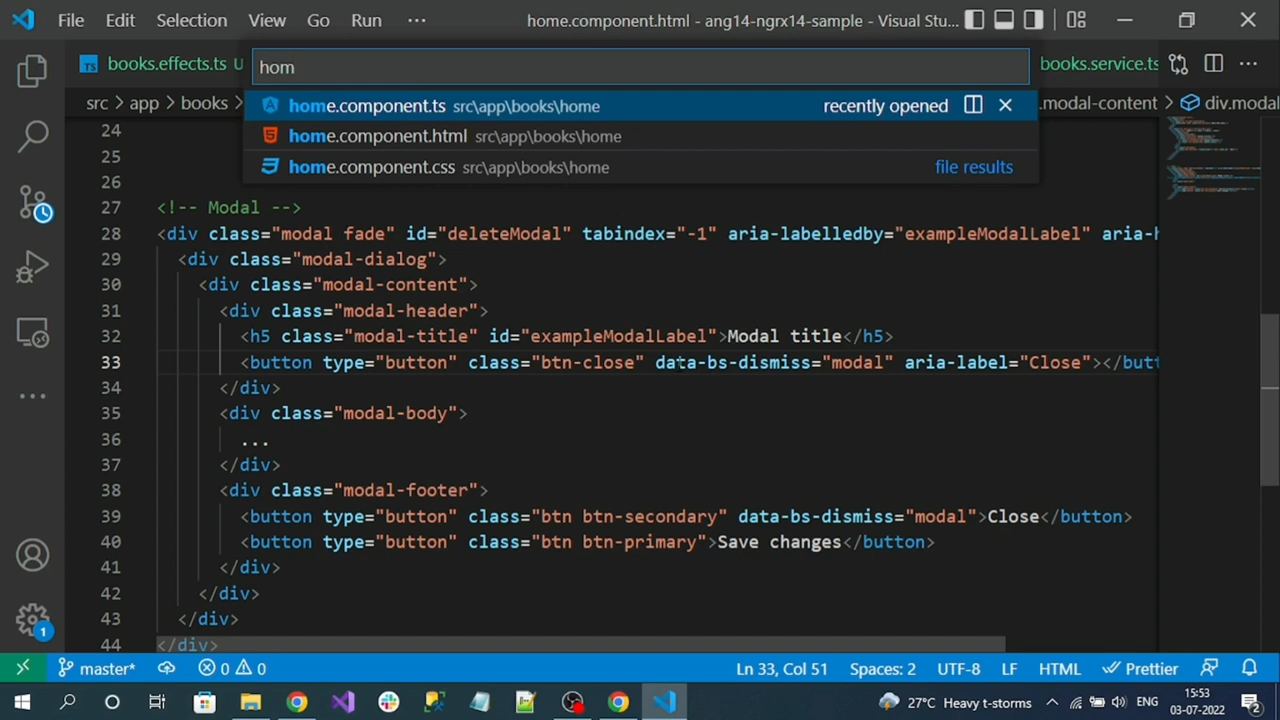 File Edit Selection View Go Run ··· home.component.html - ang14-ngrx14-sample - Visual Stu...
hom
TS books.effects.ts U books.service.ts ···
src > app > books > .modal-content > div.modal
home.component.ts src\app\books\home recently opened
home.component.html src\app\books\home
home.component.css src\app\books\home file results
24
25
26
27 <!-- Modal -->
28 <div class="modal fade" id="deleteModal" tabindex="-1" aria-labelledby="exampleModalLabel" aria-h
29 <div class="modal-dialog">
30 <div class="modal-content">
31 <div class="modal-header">
32 <h5 class="modal-title" id="exampleModalLabel">Modal title</h5>
33 <button type="button" class="btn-close" data-bs-dismiss="modal" aria-label="Close"></butt
34 </div>
35 <div class="modal-body">
36 ...
37 </div>
38 <div class="modal-footer">
39 <button type="button" class="btn btn-secondary" data-bs-dismiss="modal">Close</button>
40 <button type="button" class="btn btn-primary">Save changes</button>
41 </div>
42 </div>
43 </div>
44 </div>
1
master* 0 0 Ln 33, Col 51 Spaces: 2 UTF-8 LF HTML Prettier
27°C Heavy t-storms ENG 15:53
03-07-2022 2